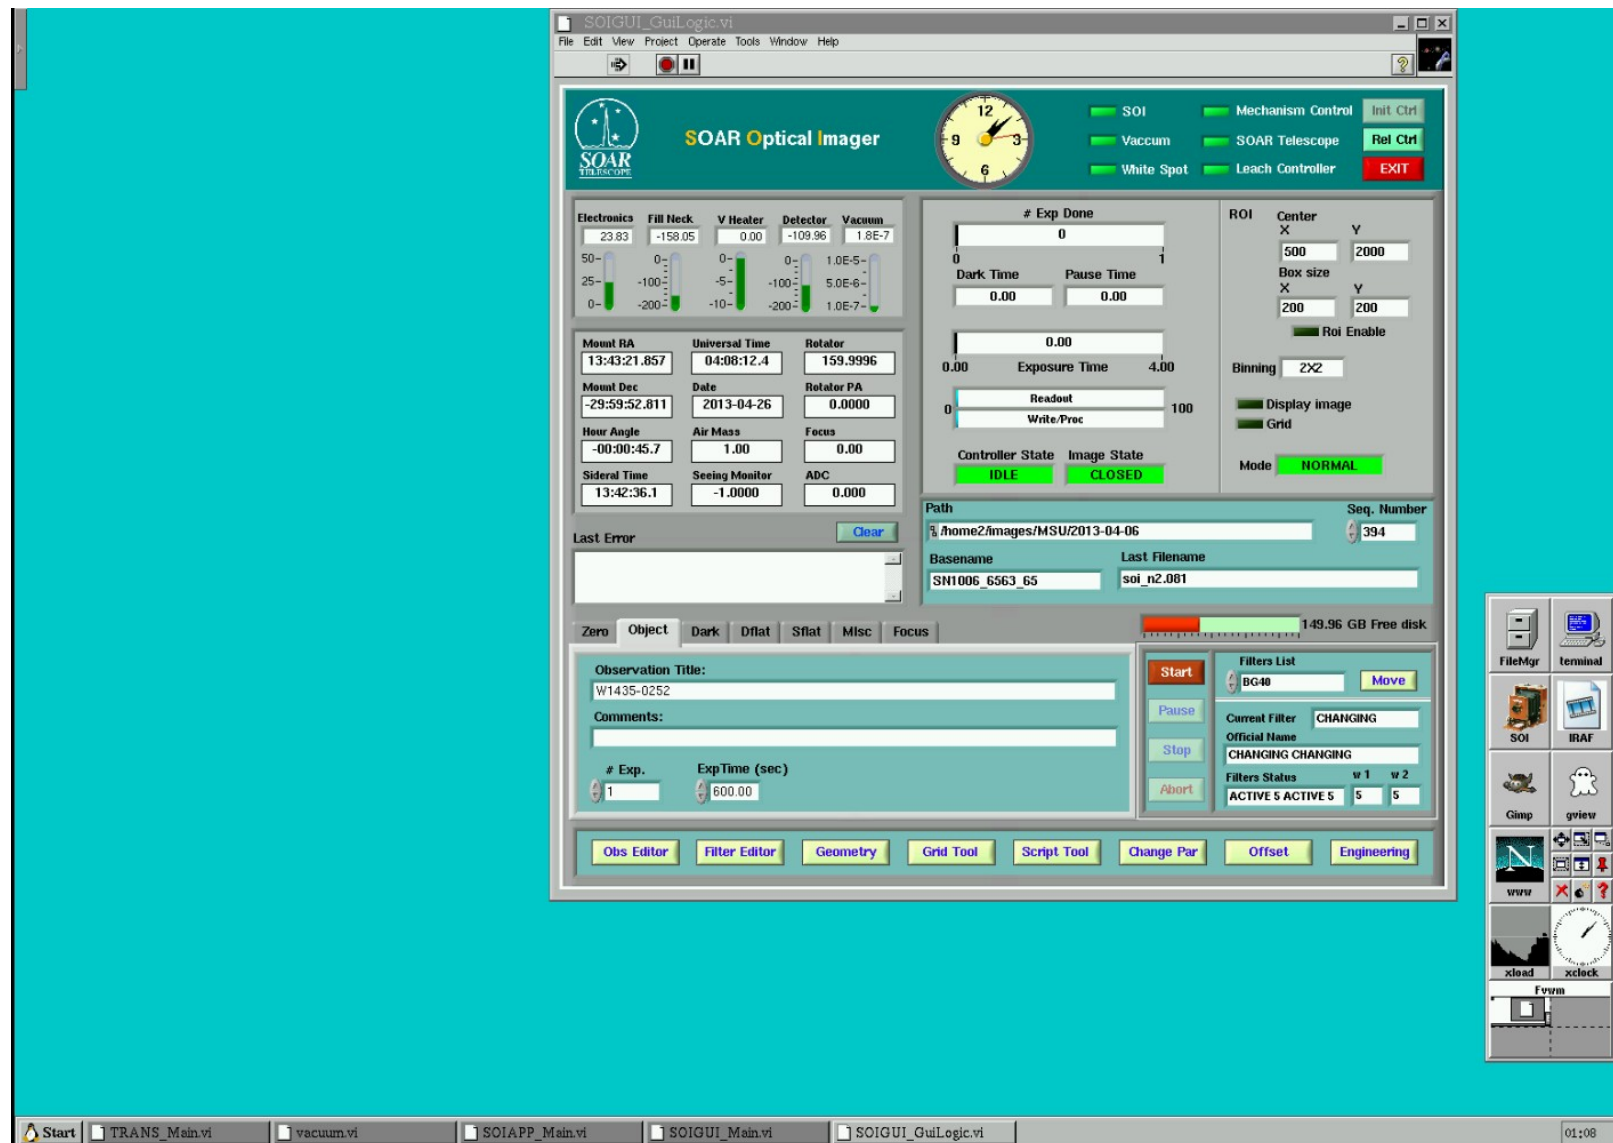 SOIGUI_GuiLogic.vi
File Edit View Project Operate Tools Window Help
SOAR
TELESCOPE
SOAR Optical Imager
12
9 3
6
SOI Mechanism Control Init Ctrl
Vaccum SOAR Telescope Rel Ctrl
White Spot Leach Controller EXIT
Electronics Fill Neck V Heater Detector Vacuum
23.83 -158.05 0.00 -109.96 1.8E-7
50- 0- 0- 0- 1.0E-5-
25- -100- -5- -100- 5.0E-6-
0- -200- -10- -200- 1.0E-7-
Mount RA Universal Time Rotator
13:43:21.857 04:08:12.4 159.9996
Mount Dec Date Rotator PA
-29:59:52.811 2013-04-26 0.0000
Hour Angle Air Mass Focus
-00:00:45.7 1.00 0.00
Sideral Time Seeing Monitor ADC
13:42:36.1 -1.0000 0.000
Last Error Clear
# Exp Done
0
0 1
Dark Time Pause Time
0.00 0.00
0.00
0.00 Exposure Time 4.00
Readout
0 100
Write/Proc
Controller State Image State
IDLE CLOSED
ROI Center
X Y
500 2000
Box size
X Y
200 200
Roi Enable
Binning 2X2
Display image
Grid
Mode NORMAL
Path Seq. Number
/home2/images/MSU/2013-04-06 394
Basename Last Filename
SN1006_6563_65 soi_n2.081
149.96 GB Free disk
Zero Object Dark Dflat Sflat Misc Focus
Observation Title:
W1435-0252
Comments:
# Exp. ExpTime (sec)
1 600.00
Start
Pause
Stop
Abort
Filters List
BG40 Move
Current Filter CHANGING
Official Name
CHANGING CHANGING
Filters Status w 1 w 2
ACTIVE 5 ACTIVE 5 5 5
Obs Editor Filter Editor Geometry Grid Tool Script Tool Change Par Offset Engineering
FileMgr terminal
SOI IRAF
Gimp gview
N
www
xload xclock
Fvwm
Start TRANS_Main.vi vacuum.vi SOIAPP_Main.vi SOIGUI_Main.vi SOIGUI_GuiLogic.vi 01:08